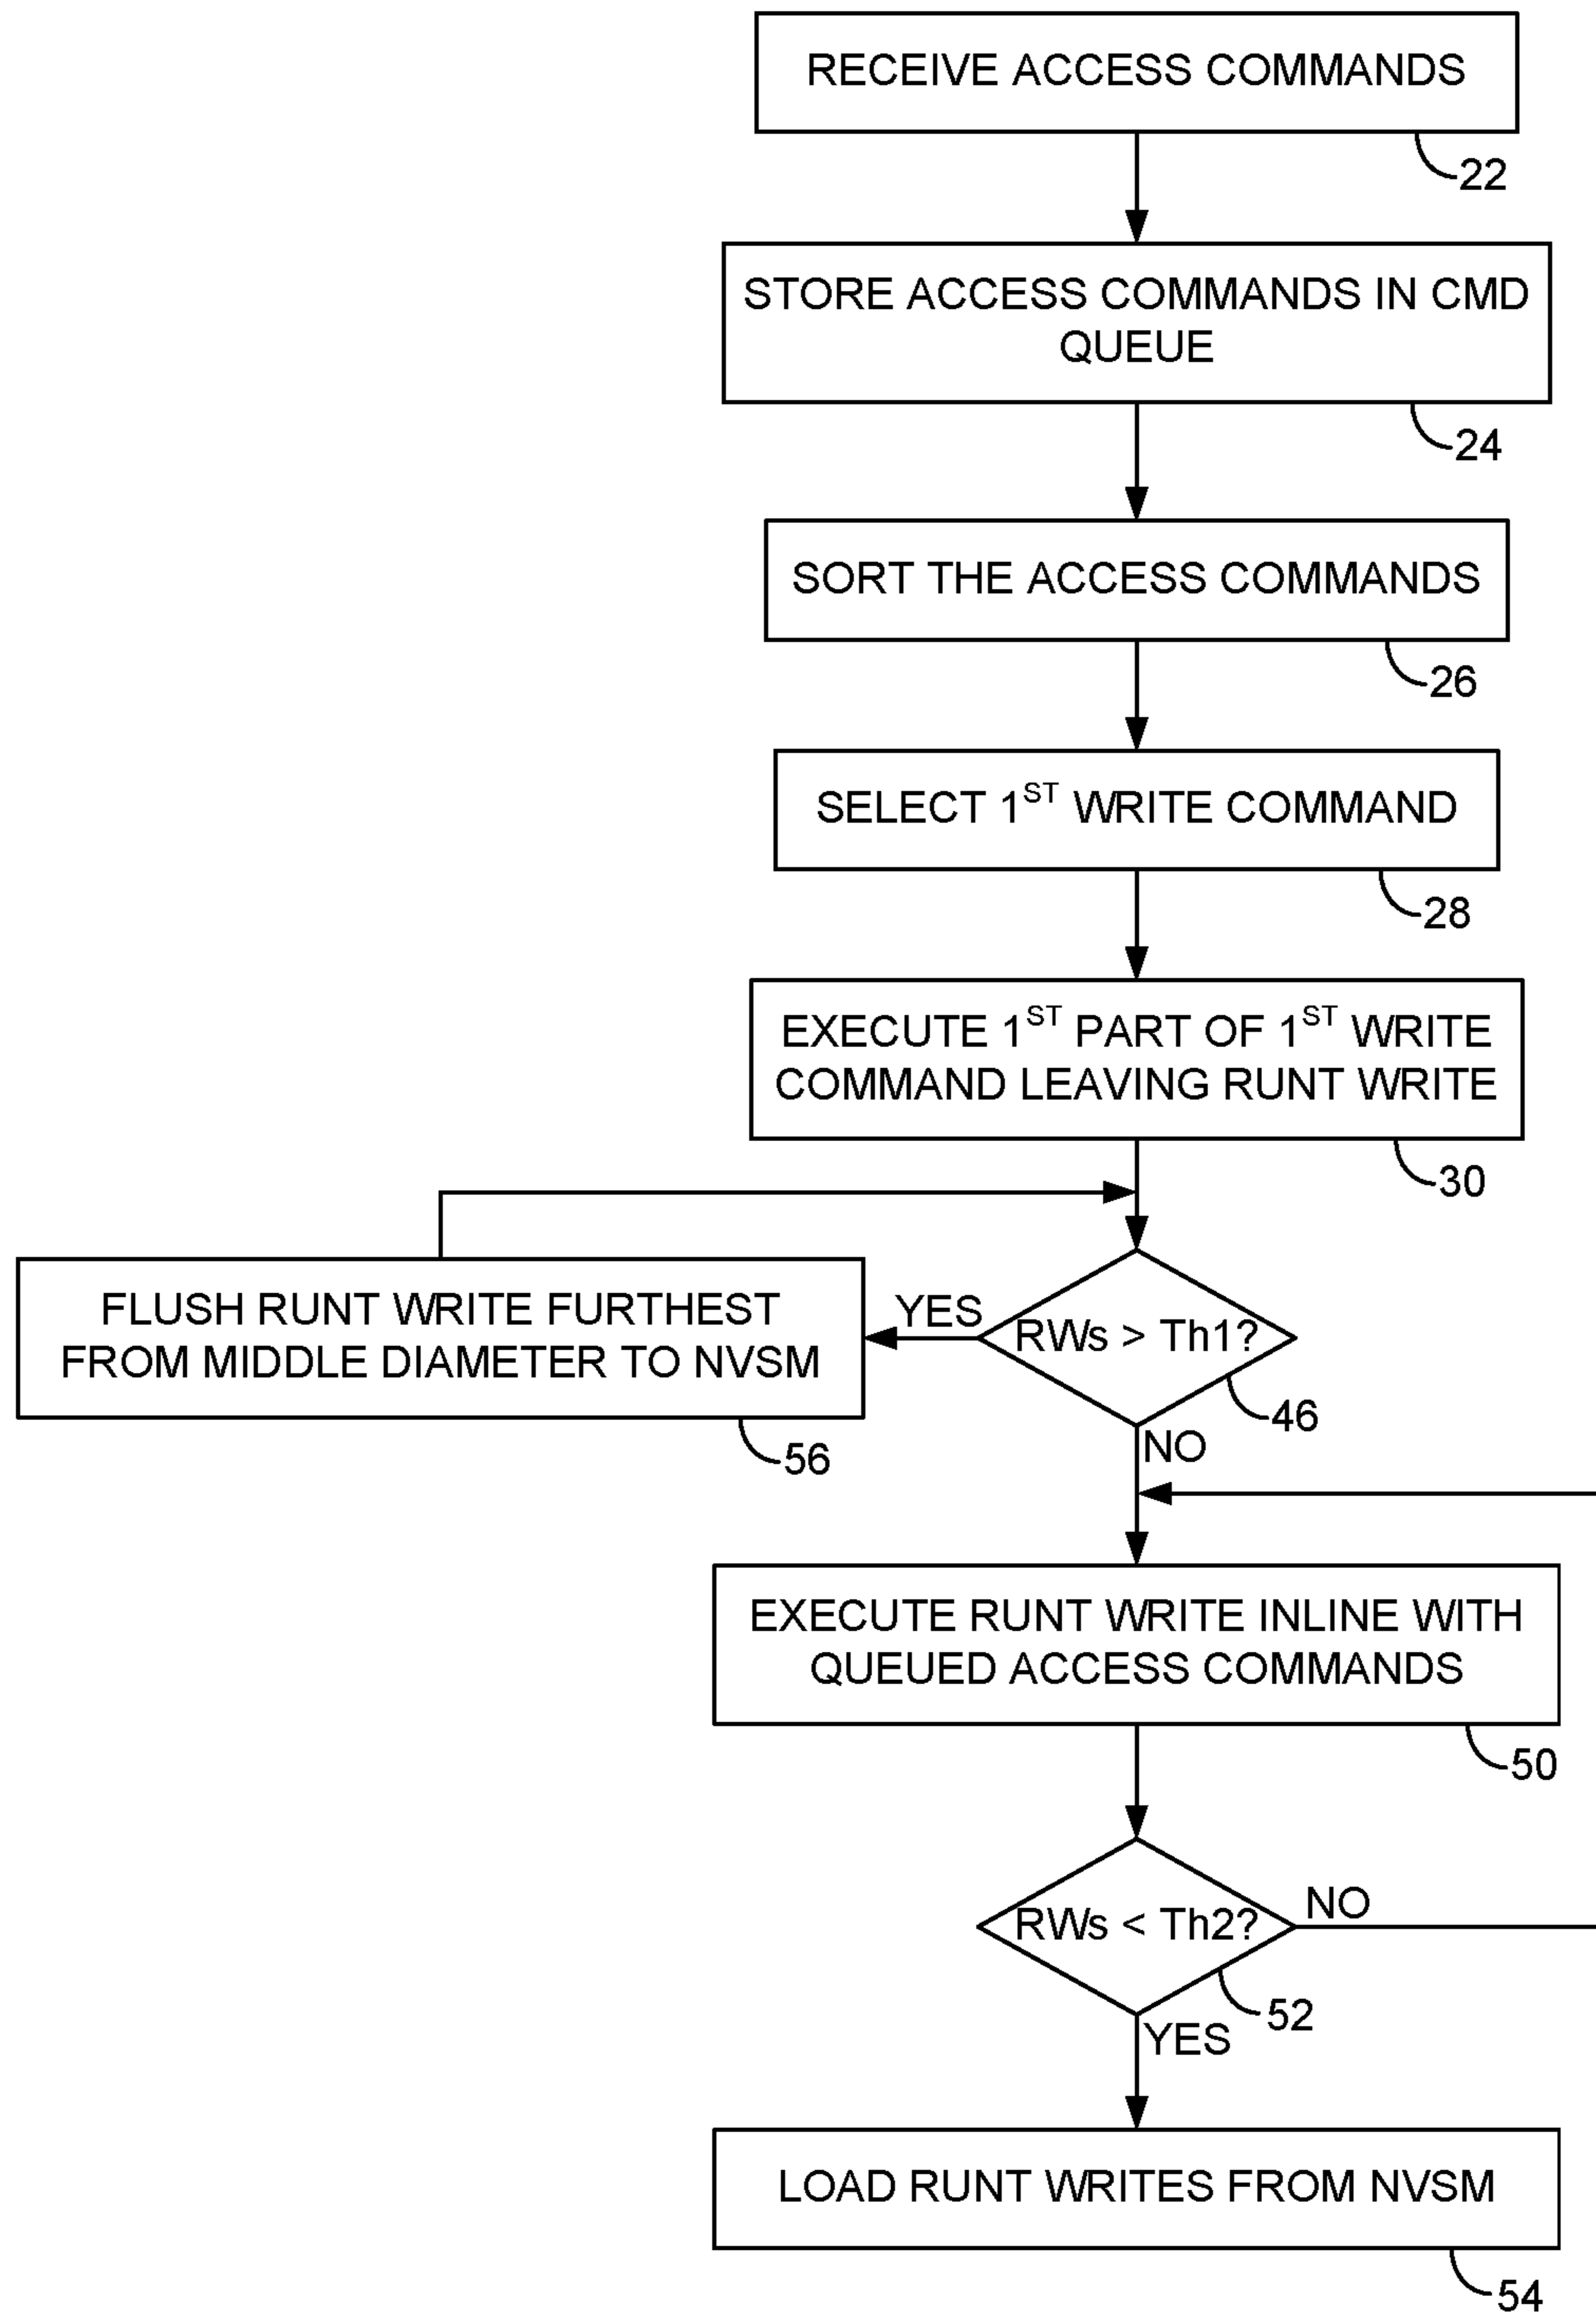 RECEIVE ACCESS COMMANDS
22
STORE ACCESS COMMANDS IN CMD
QUEUE
24
SORT THE ACCESS COMMANDS
26
SELECT 1ST WRITE COMMAND
28
EXECUTE 1ST PART OF 1ST WRITE
COMMAND LEAVING RUNT WRITE
30
FLUSH RUNT WRITE FURTHEST
FROM MIDDLE DIAMETER TO NVSM
56
YES
RWs > Th1?
46
NO
EXECUTE RUNT WRITE INLINE WITH
QUEUED ACCESS COMMANDS
50
RWs < Th2?
NO
52
YES
LOAD RUNT WRITES FROM NVSM
54